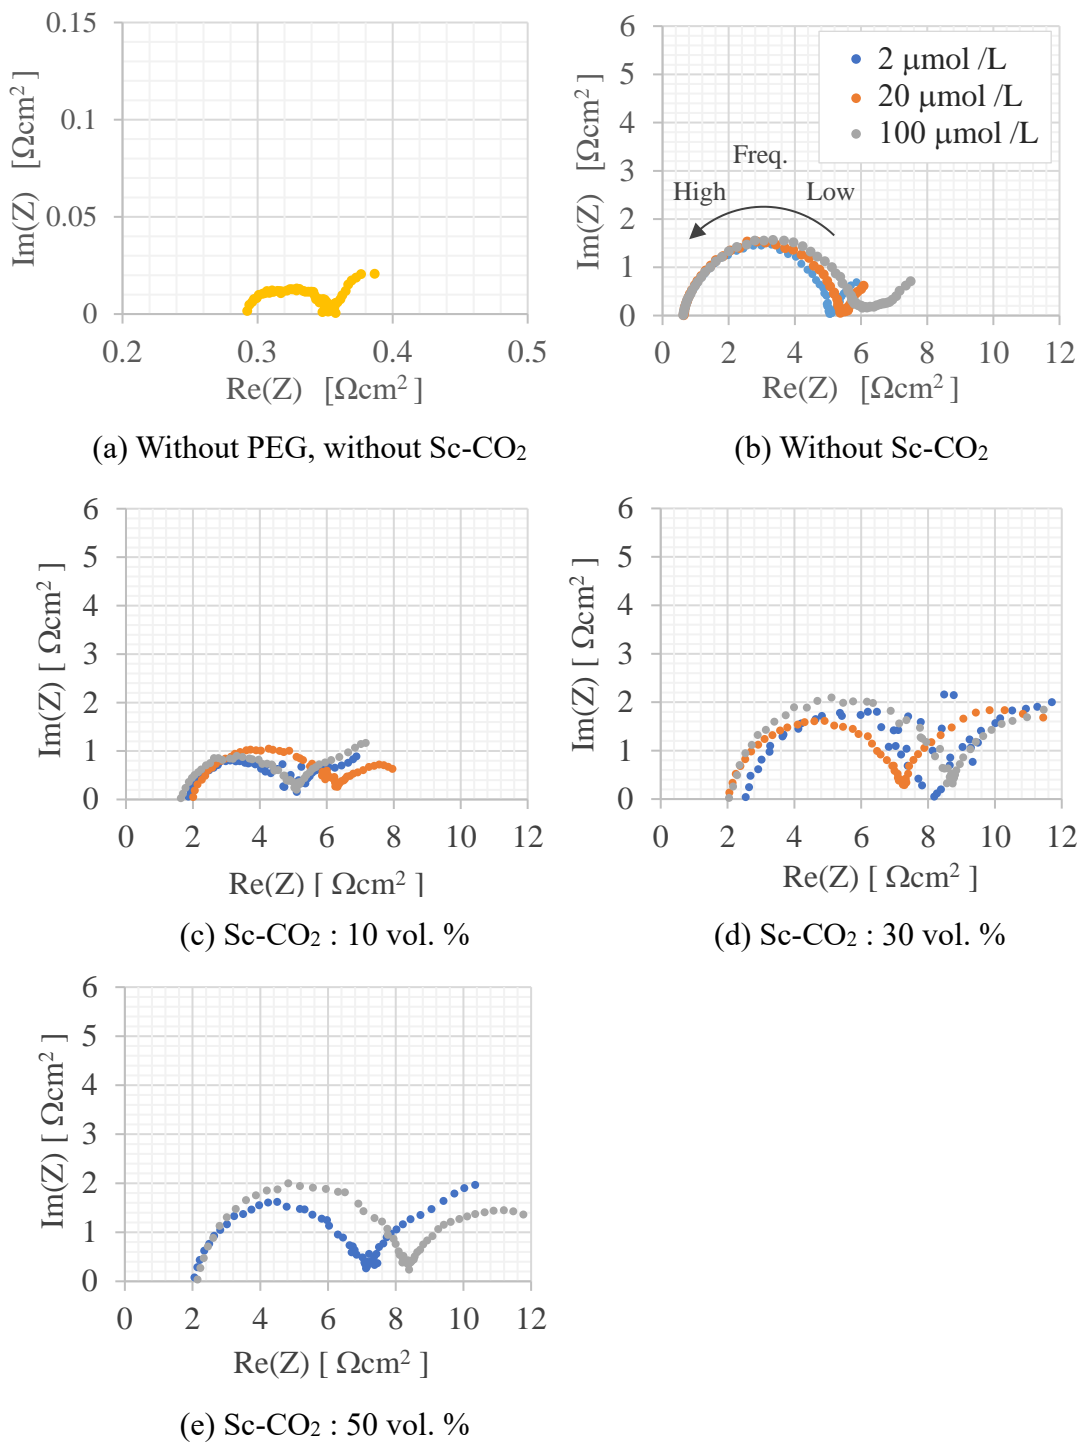 0.15
0.1
0.05
0
0.2
0.3
0.4
0.5
Im(Z) [Ωcm²]
Re(Z) [Ωcm²]
(a) Without PEG, without Sc-CO₂
6
5
4
3
2
1
0
0 2 4 6 8 10 12
Im(Z) [Ωcm²]
Re(Z) [Ωcm²]
2 μmol /L
20 μmol /L
100 μmol /L
Freq.
High
Low
(b) Without Sc-CO₂
6
5
4
3
2
1
0
0 2 4 6 8 10 12
Im(Z) [ Ωcm² ]
Re(Z) [ Ωcm² ]
(c) Sc-CO₂ : 10 vol. %
6
5
4
3
2
1
0
0 2 4 6 8 10 12
Im(Z) [ Ωcm² ]
Re(Z) [ Ωcm² ]
(d) Sc-CO₂ : 30 vol. %
6
5
4
3
2
1
0
0 2 4 6 8 10 12
Im(Z) [ Ωcm² ]
Re(Z) [ Ωcm² ]
(e) Sc-CO₂ : 50 vol. %